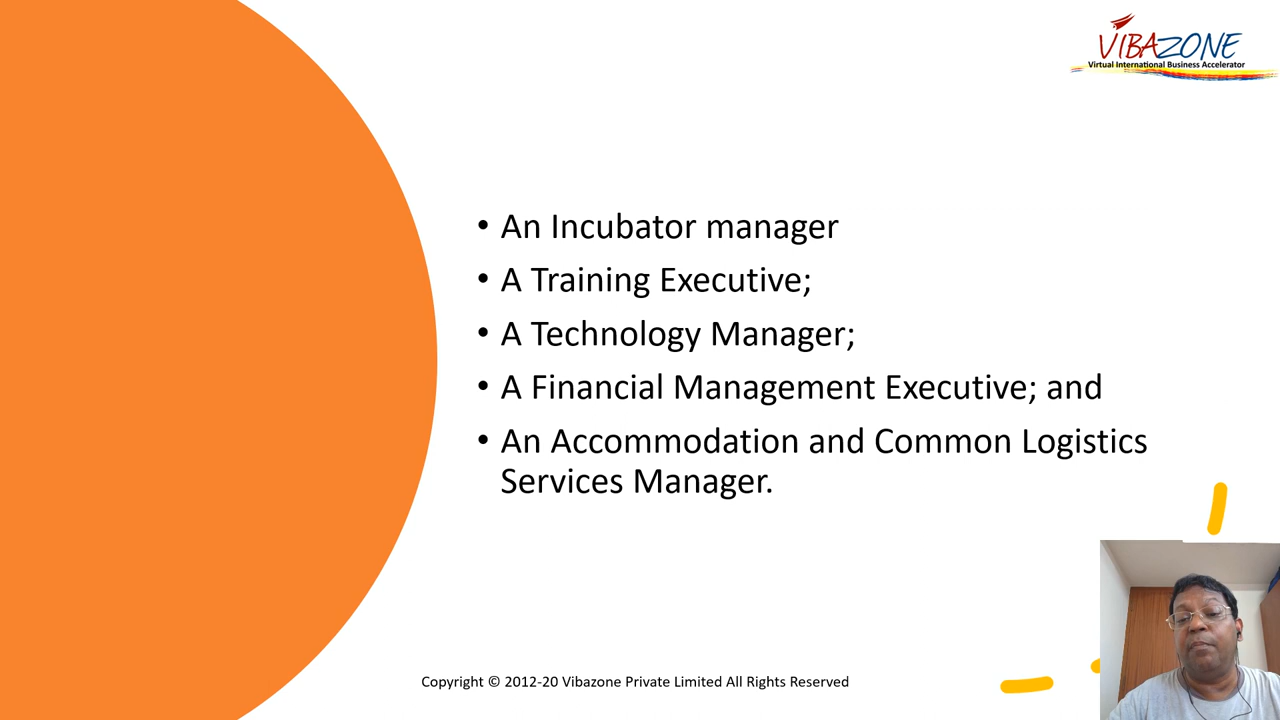 VIBAZONE
Virtual International Business Accelerator
• An Incubator manager
• A Training Executive;
• A Technology Manager;
• A Financial Management Executive; and
• An Accommodation and Common Logistics
Services Manager.
Copyright © 2012-20 Vibazone Private Limited All Rights Reserved